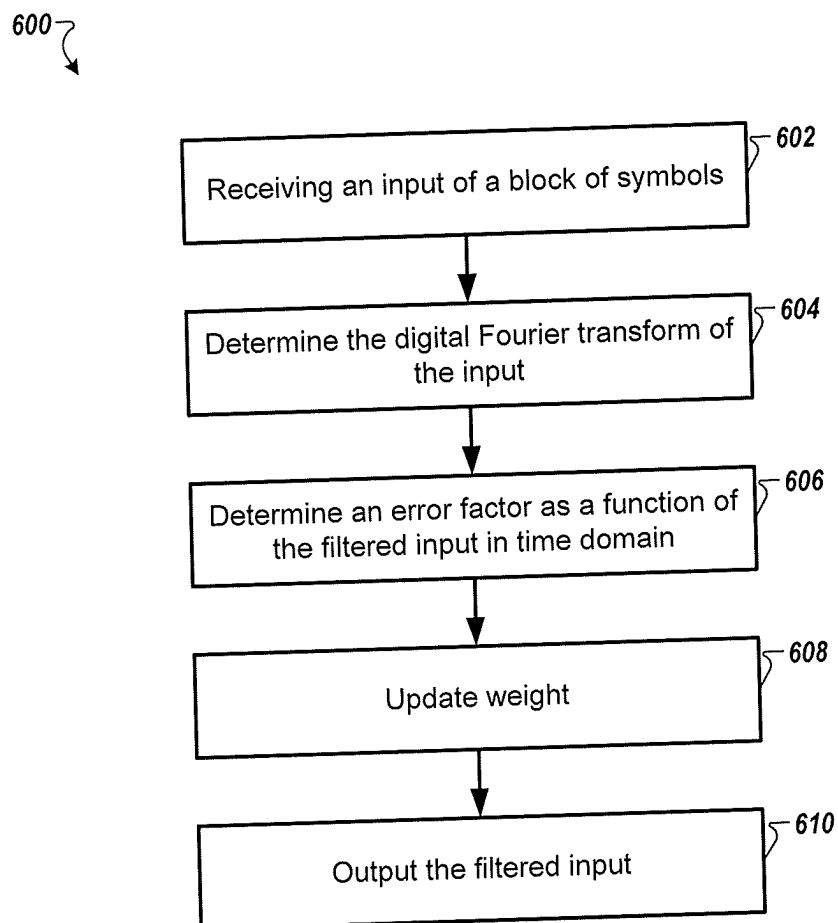 600
602
Receiving an input of a block of symbols
604
Determine the digital Fourier transform of
the input
606
Determine an error factor as a function of
the filtered input in time domain
608
Update weight
610
Output the filtered input